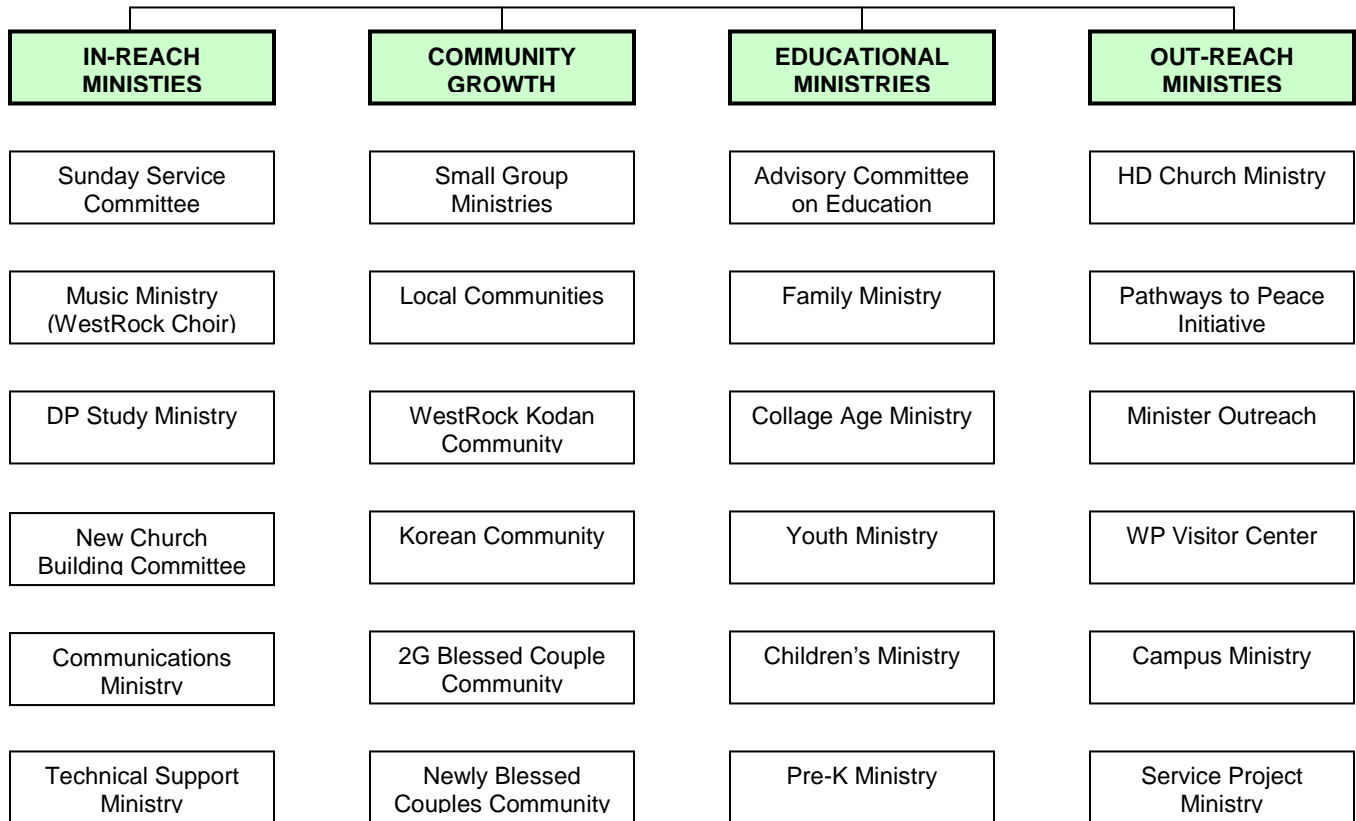 IN-REACH
MINISTIES
Sunday Service
Committee
Music Ministry
(WestRock Choir)
DP Study Ministry
New Church
Building Committee
Communications
Ministry
Technical Support
Ministry
COMMUNITY
GROWTH
Small Group
Ministries
Local Communities
WestRock Kodan
Community
Korean Community
2G Blessed Couple
Community
Newly Blessed
Couples Community
EDUCATIONAL
MINISTRIES
Advisory Committee
on Education
Family Ministry
Collage Age Ministry
Youth Ministry
Children’s Ministry
Pre-K Ministry
OUT-REACH
MINISTIES
HD Church Ministry
Pathways to Peace
Initiative
Minister Outreach
WP Visitor Center
Campus Ministry
Service Project
Ministry